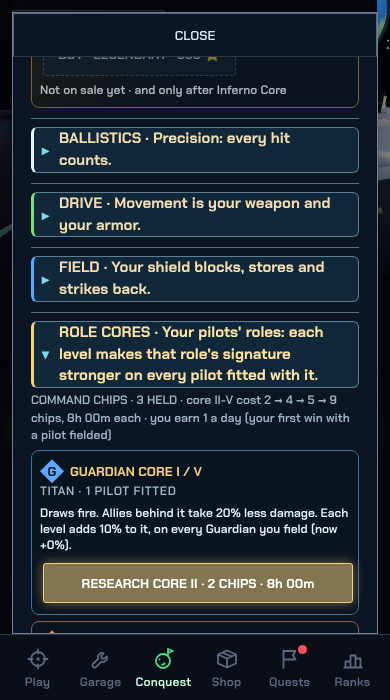 CLOSE
Not on sale yet · and only after Inferno Core
▶ BALLISTICS · Precision: every hit
counts.
▶ DRIVE · Movement is your weapon and
your armor.
▶ FIELD · Your shield blocks, stores and
strikes back.
▼ ROLE CORES · Your pilots' roles: each
level makes that role's signature
stronger on every pilot fitted with it.
COMMAND CHIPS · 3 HELD · core II–V cost 2 → 4 → 5 → 9
chips, 8h 00m each · you earn 1 a day (your first win with
a pilot fielded)
G GUARDIAN CORE I / V
TITAN · 1 PILOT FITTED
Draws fire. Allies behind it take 20% less damage. Each
level adds 10% to it, on every Guardian you field (now
+0%).
RESEARCH CORE II · 2 CHIPS · 8h 00m
Play Garage Conquest Shop Quests Ranks